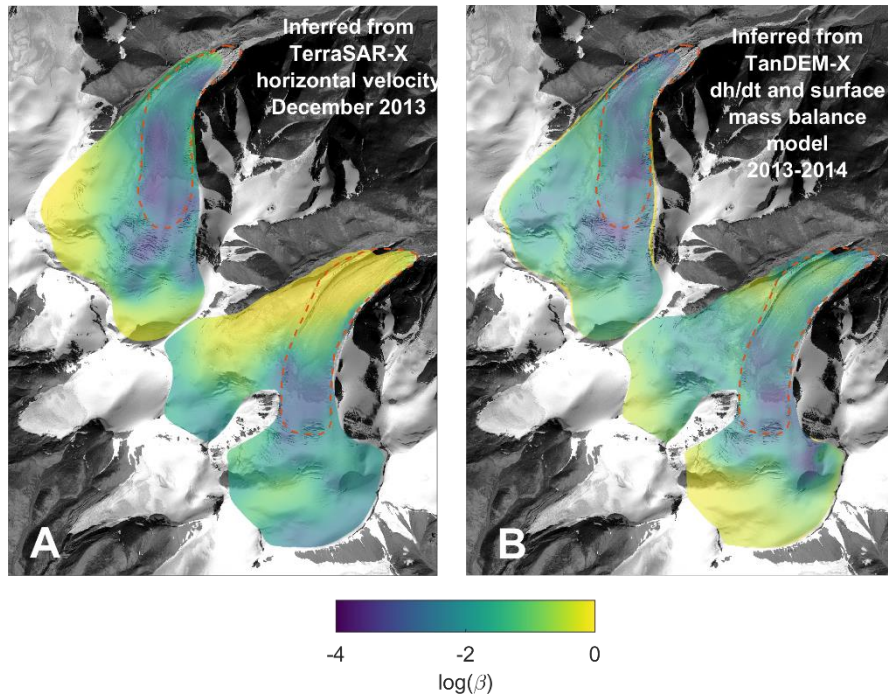 Inferred from
TerraSAR-X
horizontal velocity
December 2013
A
Inferred from
TanDEM-X
dh/dt and surface
mass balance
model
2013-2014
B
-4 -2 0
log(β)